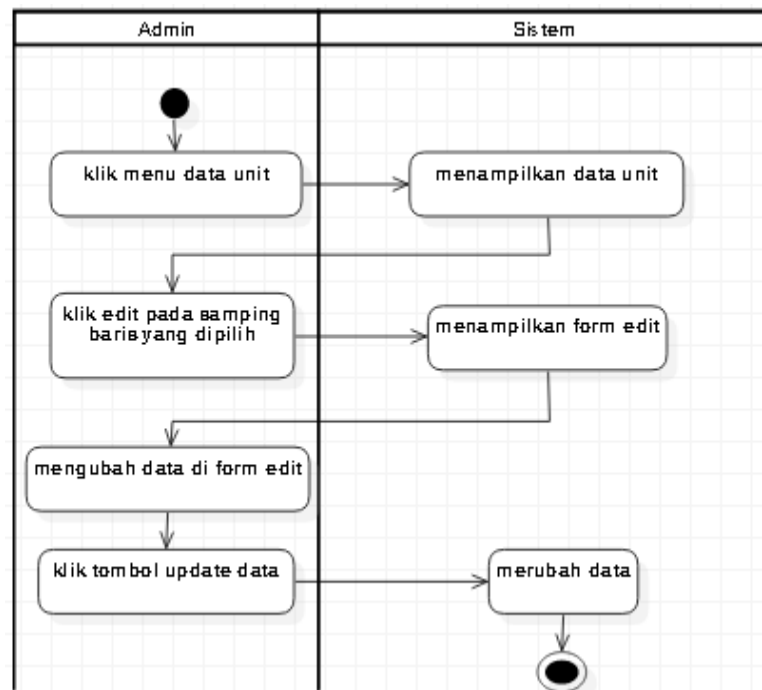 Admin
Sistem
klik menu data unit
menampilkan data unit
klik edit pada samping
baris yang dipilih
menampilkan form edit
mengubah data di form edit
klik tombol update data
merubah data